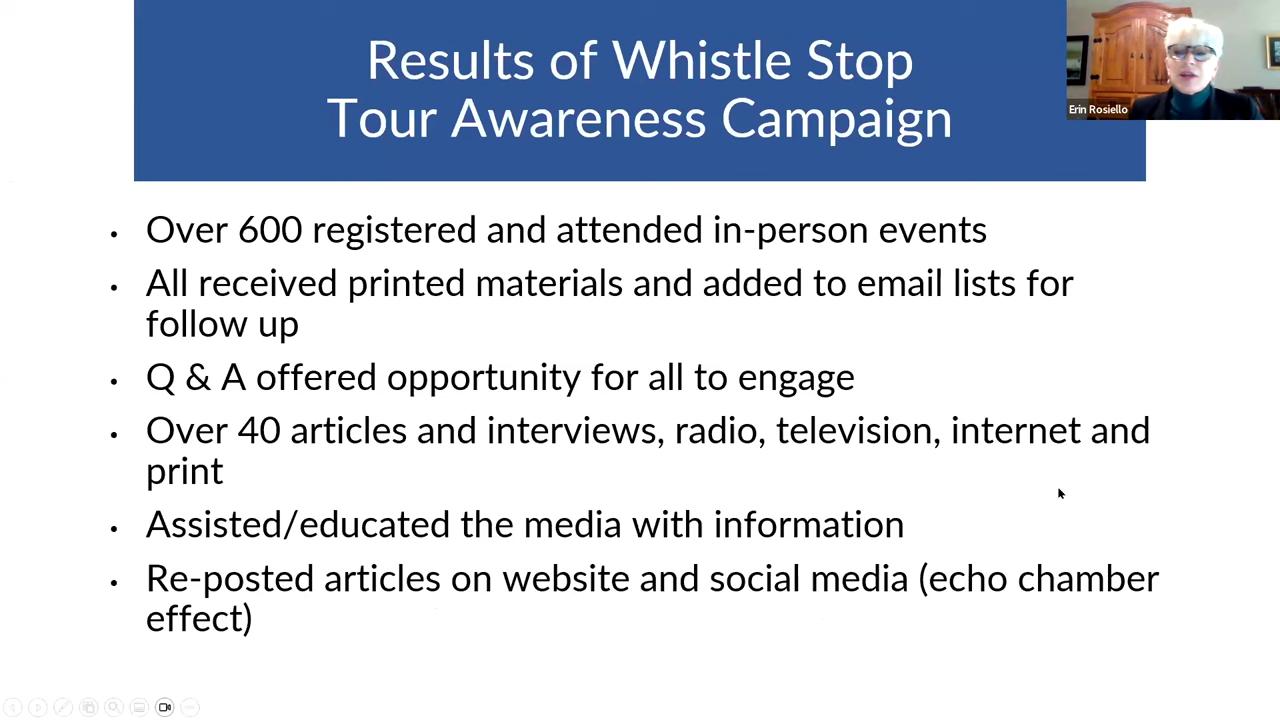 Results of Whistle Stop
Tour Awareness Campaign
Erin Rosiello
• Over 600 registered and attended in-person events
• All received printed materials and added to email lists for
follow up
• Q & A offered opportunity for all to engage
• Over 40 articles and interviews, radio, television, internet and
print
• Assisted/educated the media with information
• Re-posted articles on website and social media (echo chamber
effect)